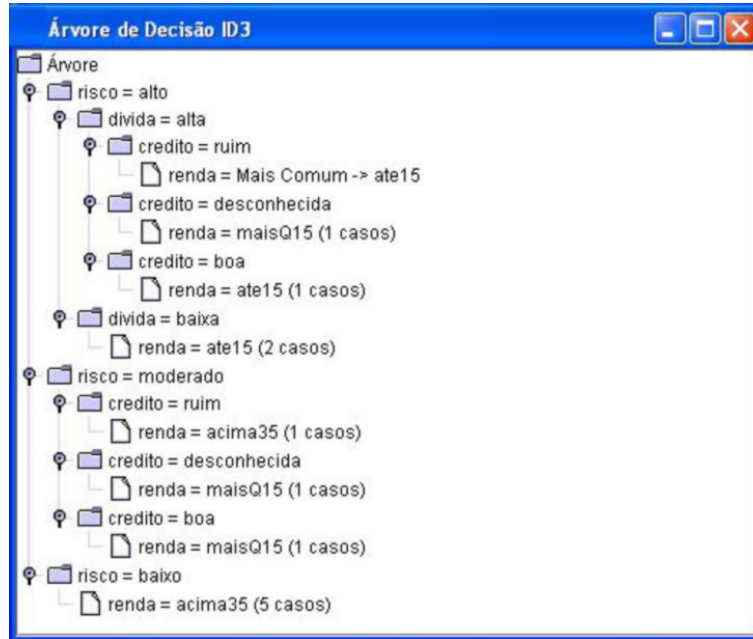 Árvore de Decisão ID3
Árvore
risco = alto
divida = alta
credito = ruim
renda = Mais Comum -> ate15
credito = desconhecida
renda = maisQ15 (1 casos)
credito = boa
renda = ate15 (1 casos)
divida = baixa
renda = ate15 (2 casos)
risco = moderado
credito = ruim
renda = acima35 (1 casos)
credito = desconhecida
renda = maisQ15 (1 casos)
credito = boa
renda = maisQ15 (1 casos)
risco = baixo
renda = acima35 (5 casos)